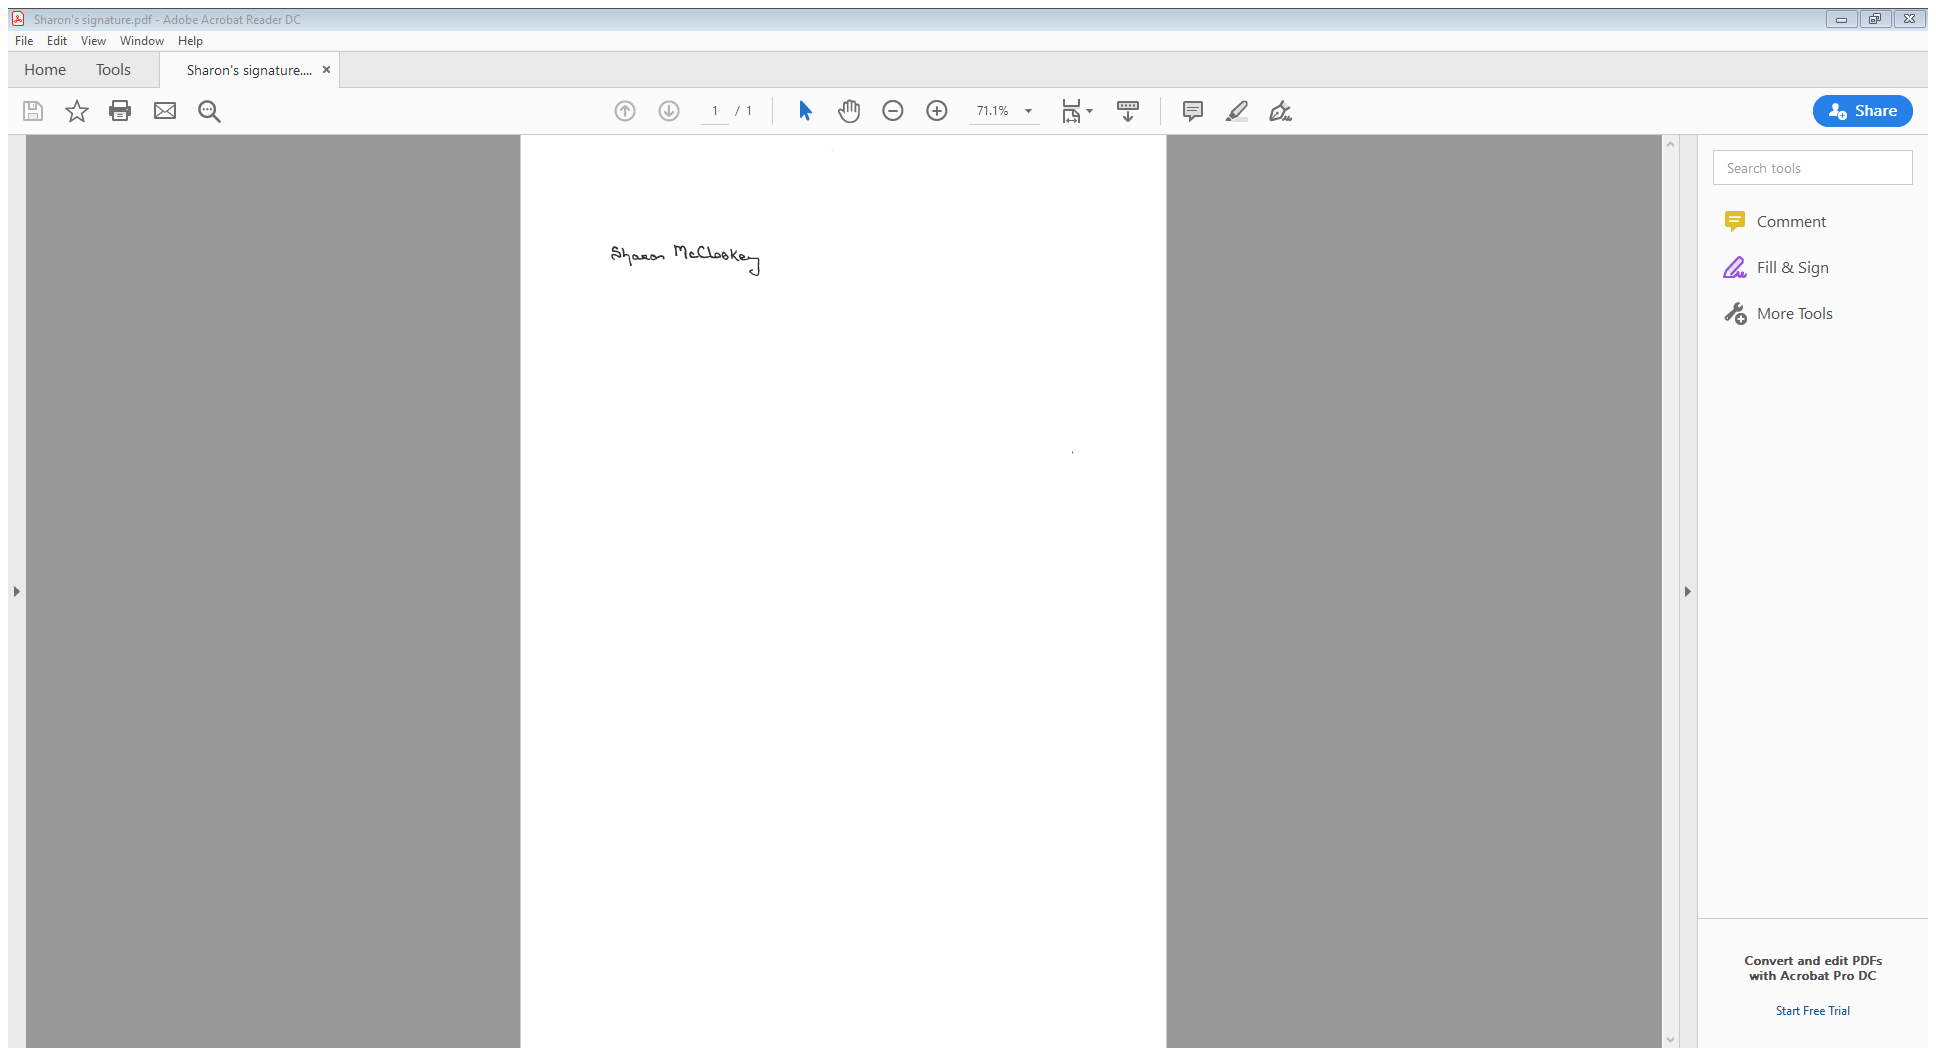 Sharon's signature.pdf - Adobe Acrobat Reader DC
File Edit View Window Help
Home Tools Sharon's signature....
1 / 1 71.1% Share
Search tools
Sharon McCloskey
Comment
Fill & Sign
More Tools
Convert and edit PDFs
with Acrobat Pro DC
Start Free Trial